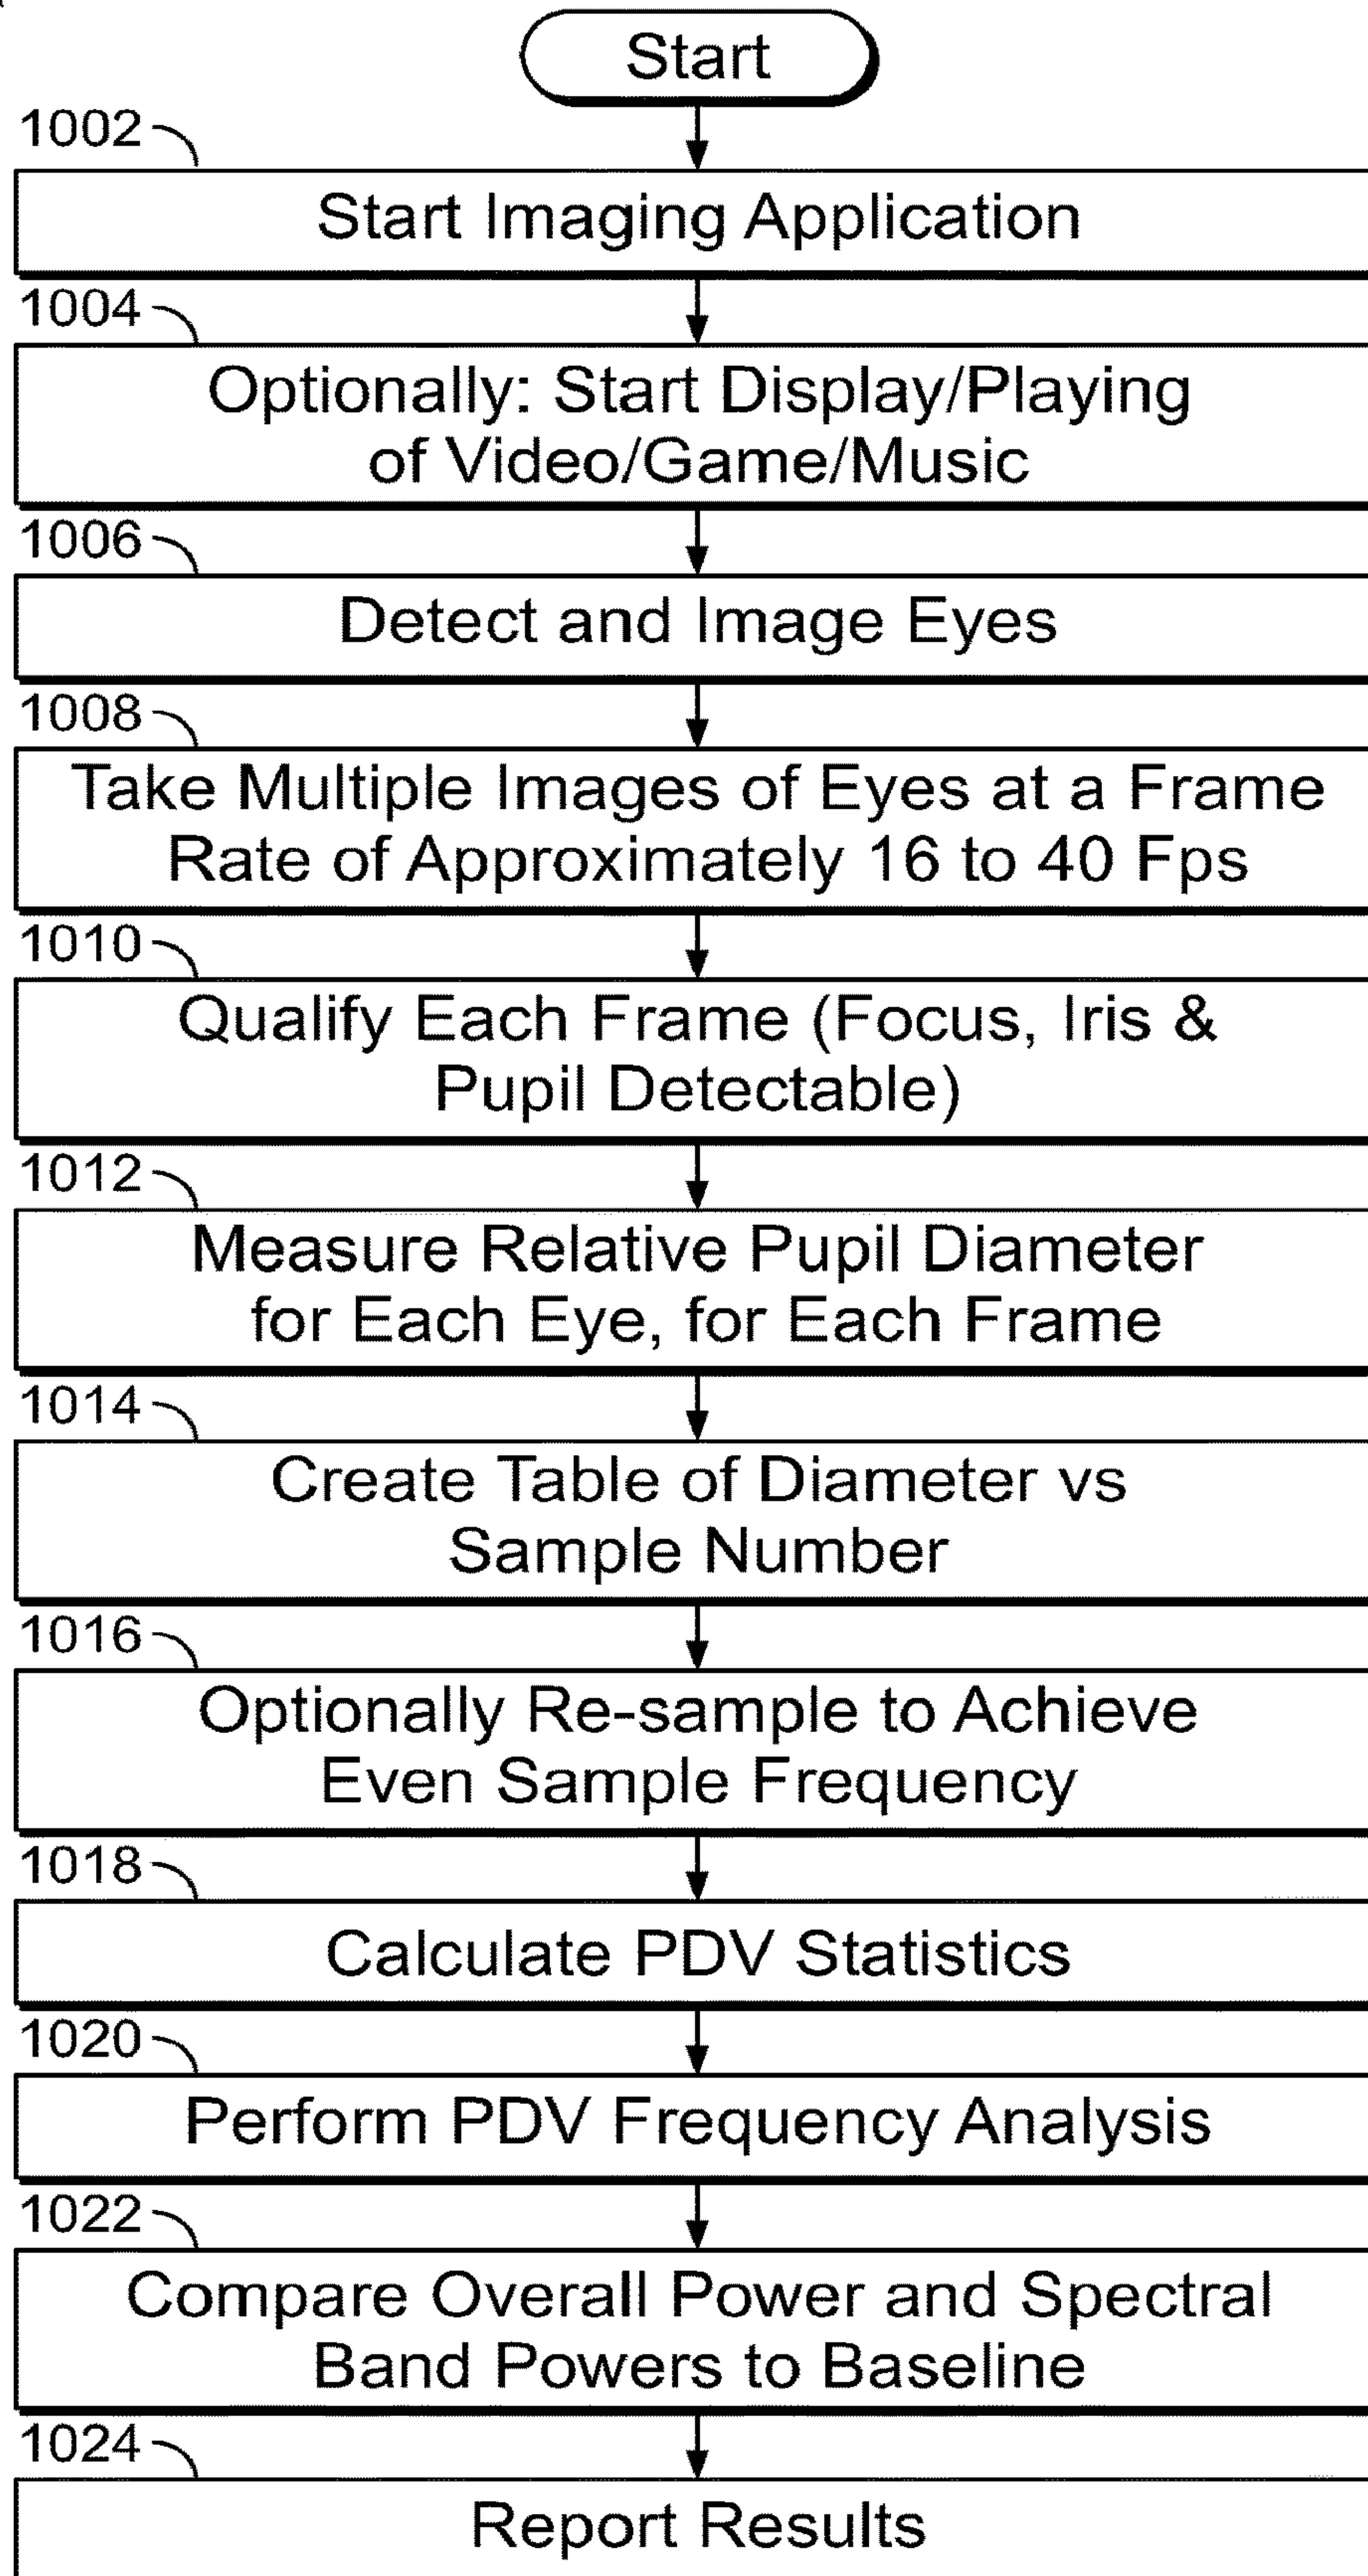 Start
1002
Start Imaging Application
1004
Optionally: Start Display/Playing
of Video/Game/Music
1006
Detect and Image Eyes
1008
Take Multiple Images of Eyes at a Frame
Rate of Approximately 16 to 40 Fps
1010
Qualify Each Frame (Focus, Iris &
Pupil Detectable)
1012
Measure Relative Pupil Diameter
for Each Eye, for Each Frame
1014
Create Table of Diameter vs
Sample Number
1016
Optionally Re-sample to Achieve
Even Sample Frequency
1018
Calculate PDV Statistics
1020
Perform PDV Frequency Analysis
1022
Compare Overall Power and Spectral
Band Powers to Baseline
1024
Report Results